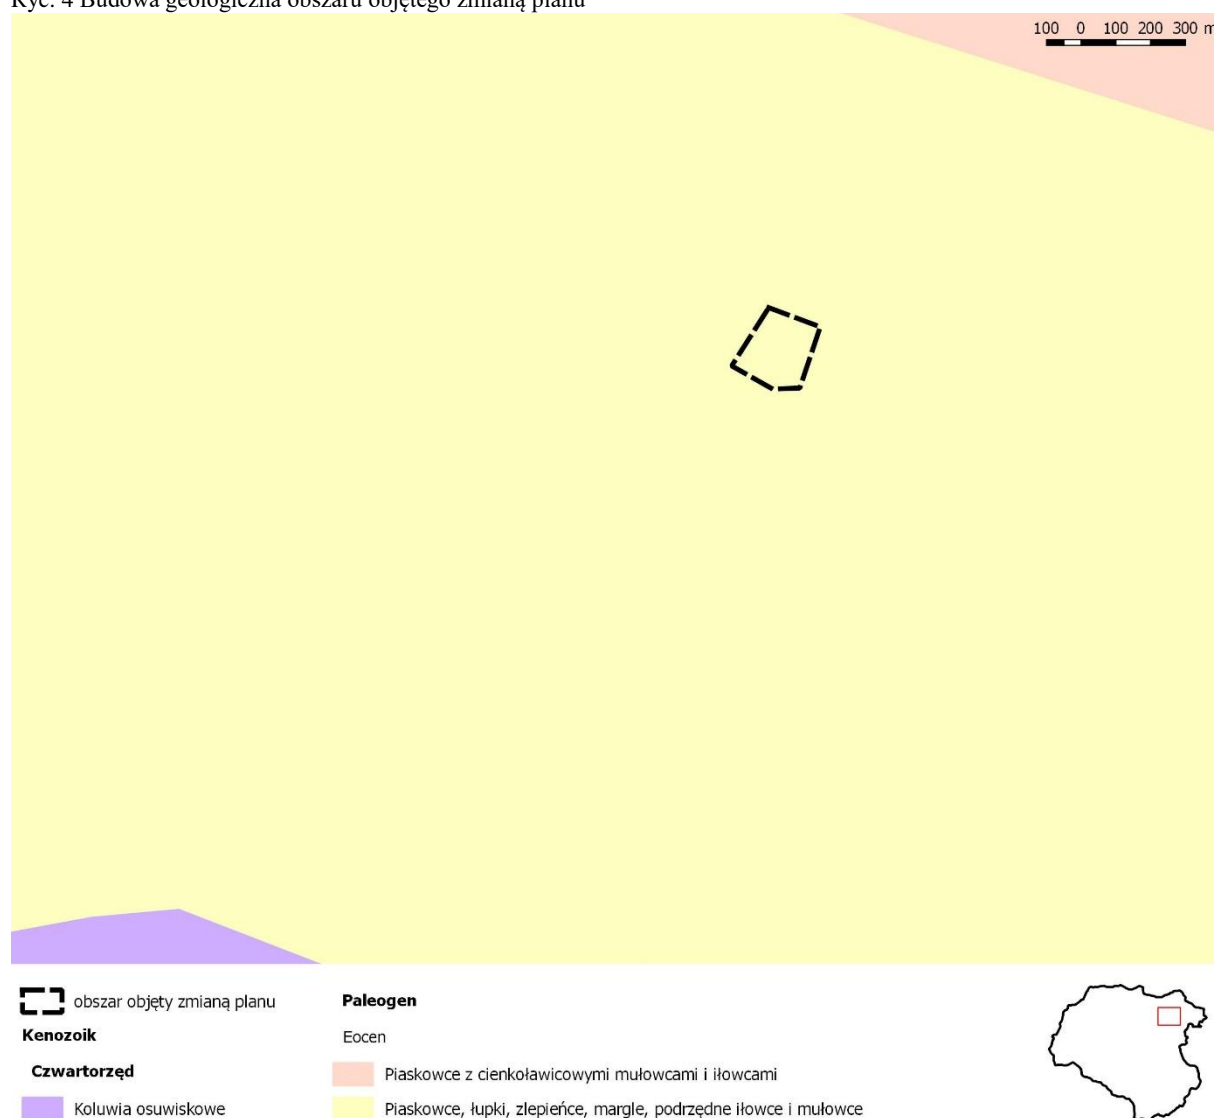 Ryc. 4 Budowa geologiczna obszaru objętego zmianą planu
100 0 100 200 300 m
obszar objęty zmianą planu
Kenozoik
Czwartorzęd
Koluwia osuwiskowe
Paleogen
Eocen
Piaskowce z cienkoławicowymi mułowcami i iłowcami
Piaskowce, łupki, zlepieńce, margle, podrzędne iłowce i mułowce